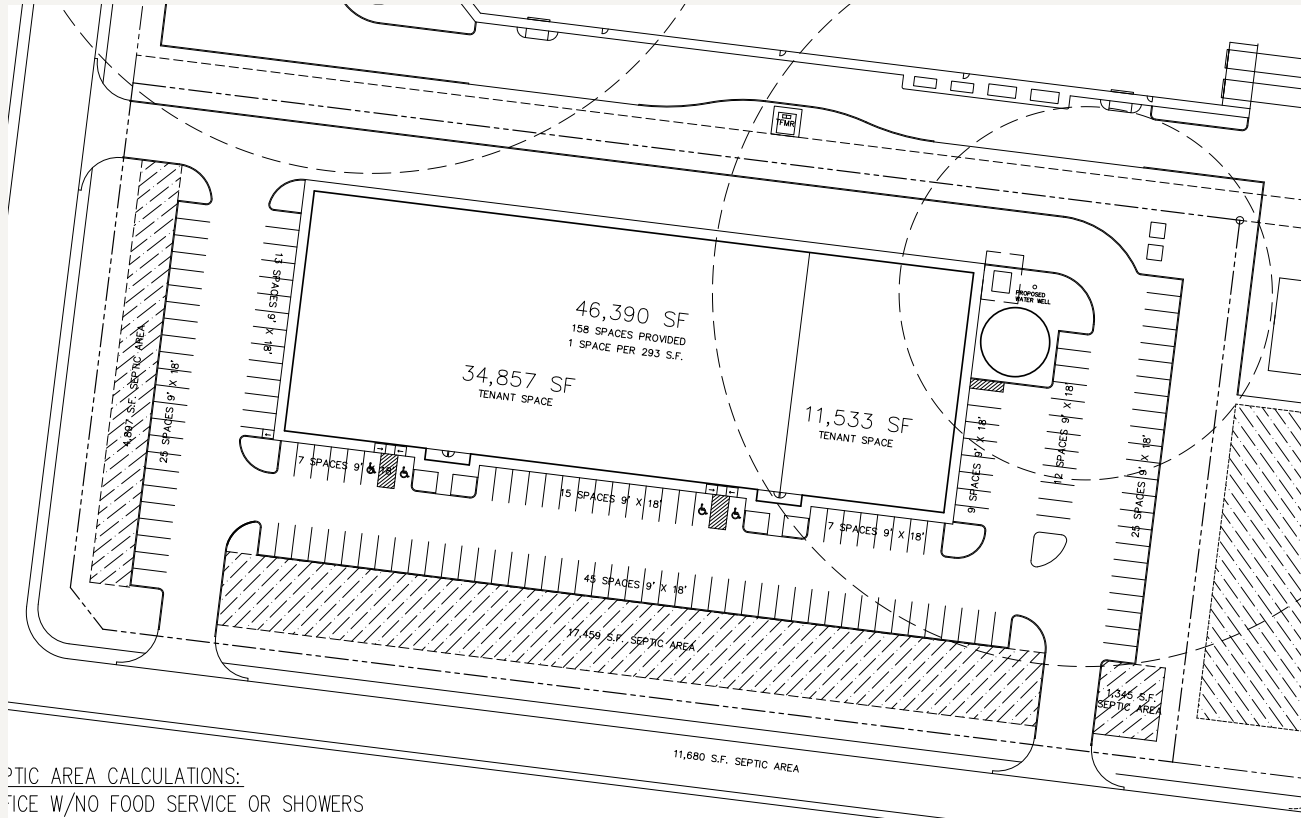 TFMR
PROPOSED
WATER WELL
13 SPACES 9' X 18'
46,390 SF
158 SPACES PROVIDED
1 SPACE PER 293 S.F.
34,857 SF
TENANT SPACE
11,533 SF
TENANT SPACE
4,897 S.F. SEPTIC AREA
25 SPACES 9' X 18'
7 SPACES 9' X 18'
15 SPACES 9' X 18'
7 SPACES 9' X 18'
9 SPACES 9' X 18'
12 SPACES 9' X 18'
25 SPACES 9' X 18'
45 SPACES 9' X 18'
17,459 S.F. SEPTIC AREA
1,345 S.F.
SEPTIC AREA
11,680 S.F. SEPTIC AREA
PTIC AREA CALCULATIONS:
FICE W/NO FOOD SERVICE OR SHOWERS